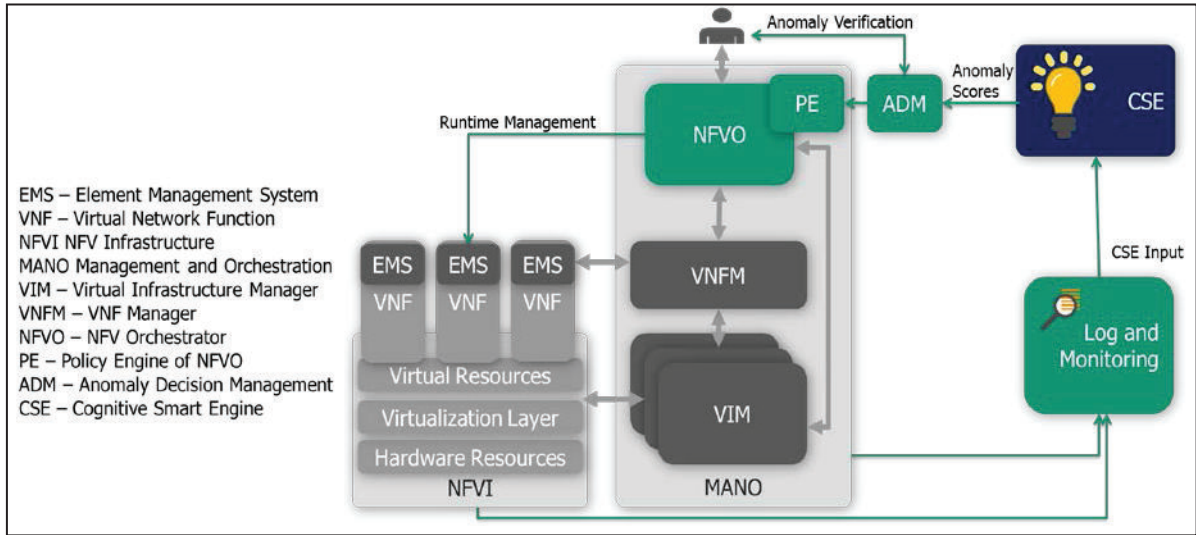 Anomaly Verification
Anomaly
Scores
CSE
PE
ADM
NFVO
Runtime Management
EMS – Element Management System
VNF – Virtual Network Function
NFVI NFV Infrastructure
MANO Management and Orchestration
VIM – Virtual Infrastructure Manager
VNFM – VNF Manager
NFVO – NFV Orchestrator
PE – Policy Engine of NFVO
ADM – Anomaly Decision Management
CSE – Cognitive Smart Engine
EMS
VNF
EMS
VNF
EMS
VNF
VNFM
CSE Input
Log and
Monitoring
Virtual Resources
Virtualization Layer
Hardware Resources
NFVI
VIM
MANO